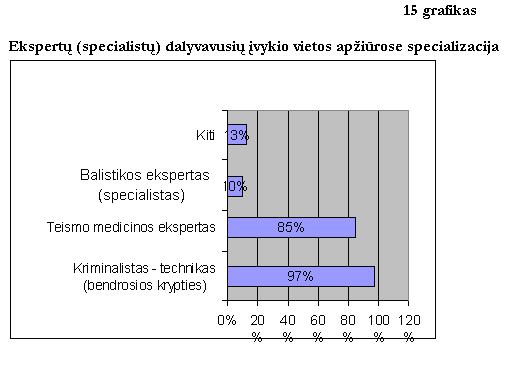 15 grafikas
Ekspertų (specialistų) dalyvavusių įvykio vietos apžiūrose specializacija
Kiti
13%
Balistikos ekspertas
(specialistas)
10%
Teismo medicinos ekspertas
85%
Kriminalistas - technikas
(bendrosios krypties)
97%
0% 20 40 60 80 100 120
% % % % % %